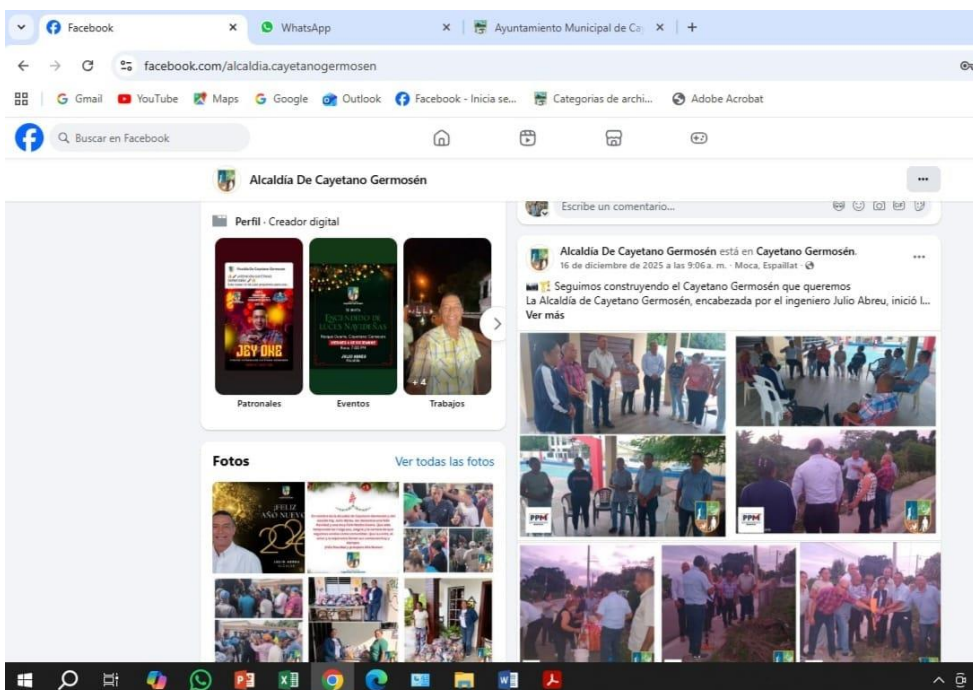 Facebook
WhatsApp
Ayuntamiento Municipal de Ca
facebook.com/alcaldia.cayetanogermosen
Gmail
YouTube
Maps
Google
Outlook
Facebook - Inicia se...
Categorias de archi...
Adobe Acrobat
Buscar en Facebook
Alcaldía De Cayetano Germosén
Perfil · Creador digital
JEY ONE
ENCENDIDO DE
LUCES NAVIDEÑAS
+4
Patronales
Eventos
Trabajos
Fotos
Ver todas las fotos
¡FELIZ
AÑO NUEVO
2026
Escribe un comentario...
Alcaldía De Cayetano Germosén está en Cayetano Germosén.
16 de diciembre de 2025 a las 9:06 a. m. · Moca, Espaillat ·
Seguimos construyendo el Cayetano Germosén que queremos
La Alcaldía de Cayetano Germosén, encabezada por el ingeniero Julio Abreu, inició l...
Ver más
PPM
PPM